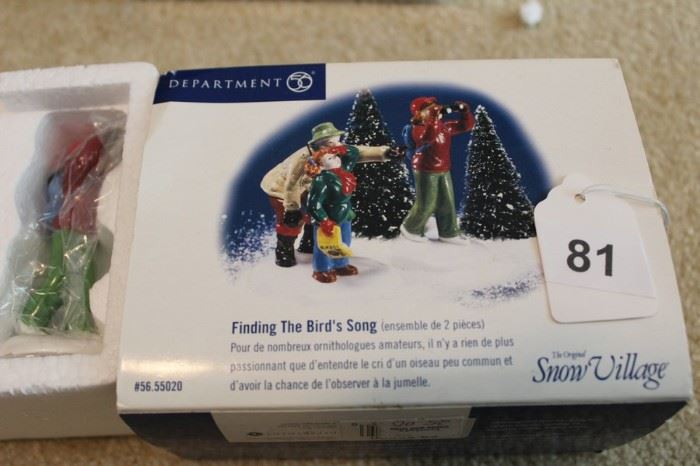 DEPARTMENT 56
81
Finding The Bird's Song (ensemble de 2 pièces)
Pour de nombreux ornithologues amateurs, il n'y a rien de plus
passionnant que d'entendre le cri d'un oiseau peu commun et
d'avoir la chance de l'observer à la jumelle.
#56.55020
The Original
Snow Village